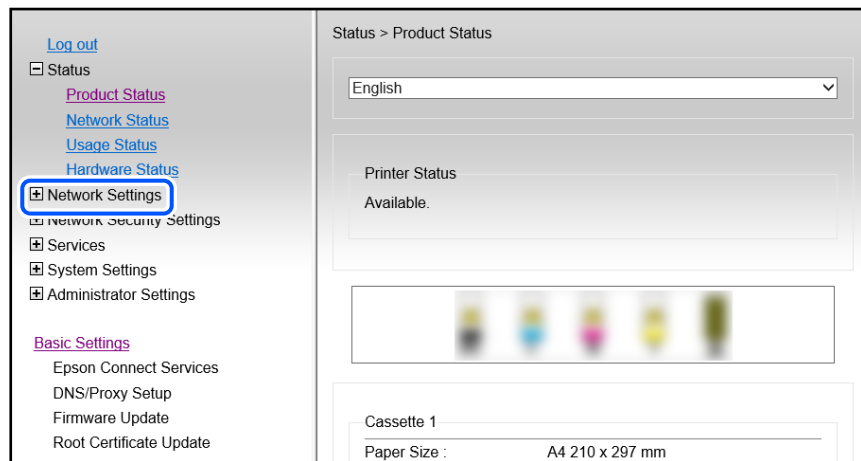 Log out
Status
Product Status
Network Status
Usage Status
Hardware Status
Network Settings
Network Security Settings
Services
System Settings
Administrator Settings
Basic Settings
Epson Connect Services
DNS/Proxy Setup
Firmware Update
Root Certificate Update
Status > Product Status
English
Printer Status
Available.
Cassette 1
Paper Size : A4 210 x 297 mm